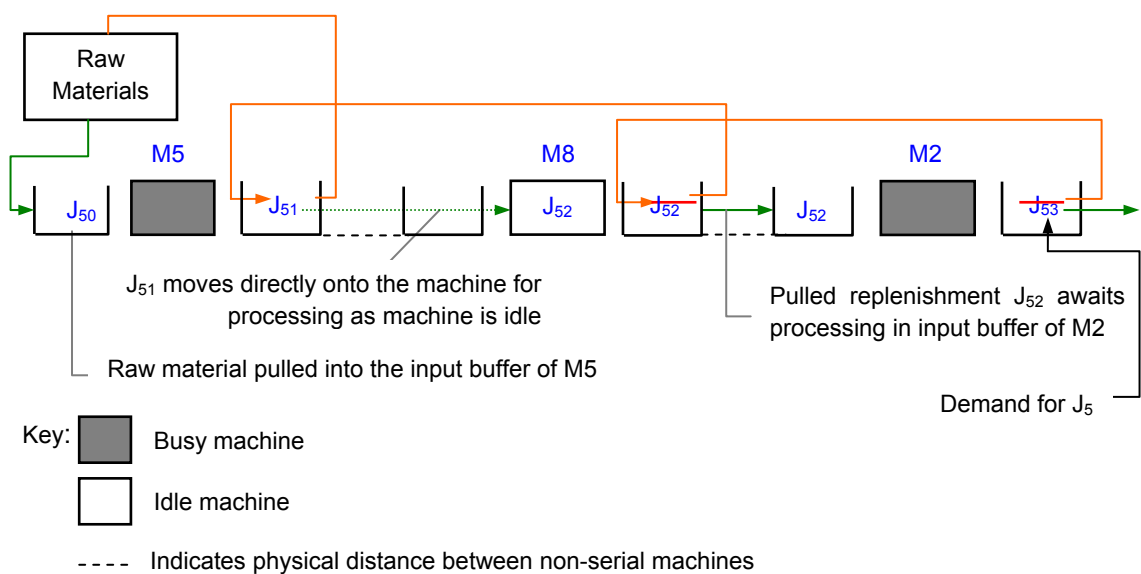 Raw
Materials
M5
M8
M2
J50
J51
J52
J52
J52
J53
J51 moves directly onto the machine for
processing as machine is idle
Pulled replenishment J52 awaits
processing in input buffer of M2
Raw material pulled into the input buffer of M5
Demand for J5
Key:
Busy machine
Idle machine
Indicates physical distance between non-serial machines